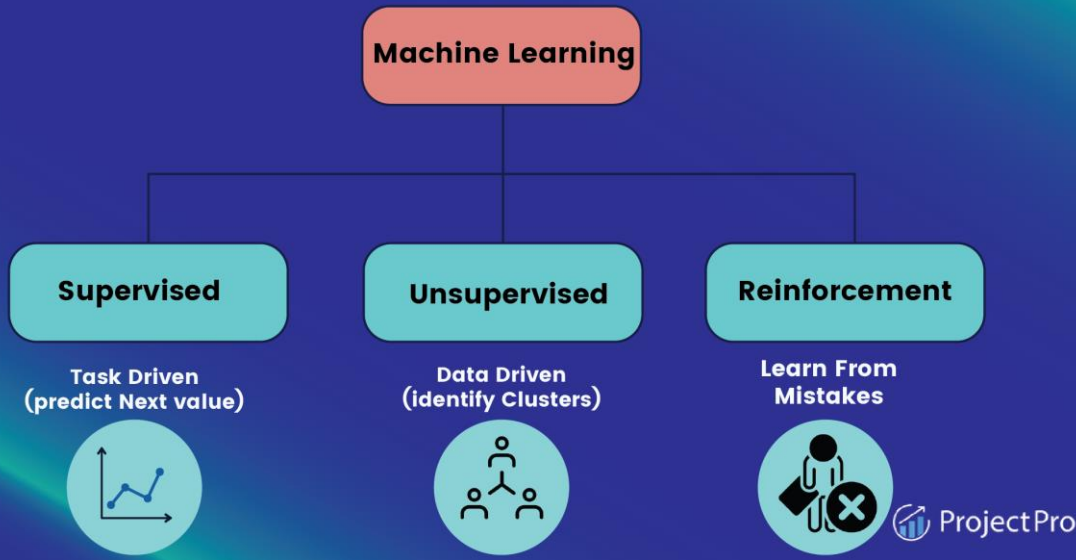 Machine Learning
Supervised
Unsupervised
Reinforcement
Task Driven
(predict Next value)
Data Driven
(identify Clusters)
Learn From
Mistakes
ProjectPro